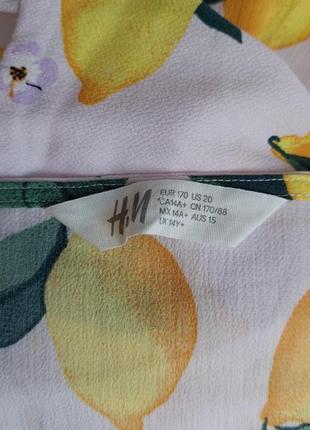 H&M
EUR 170 US 20
CA14A+ CN 170/88
MX 14A+ AUS 15
UK 14Y+